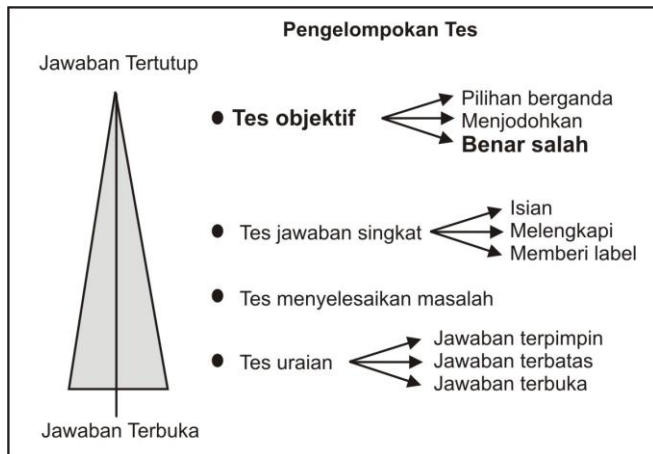 Pengelompokan Tes
Jawaban Tertutup
Tes objektif
Pilihan berganda
Menjodohkan
Benar salah
Tes jawaban singkat
Isian
Melengkapi
Memberi label
Tes menyelesaikan masalah
Tes uraian
Jawaban terpimpin
Jawaban terbatas
Jawaban terbuka
Jawaban Terbuka